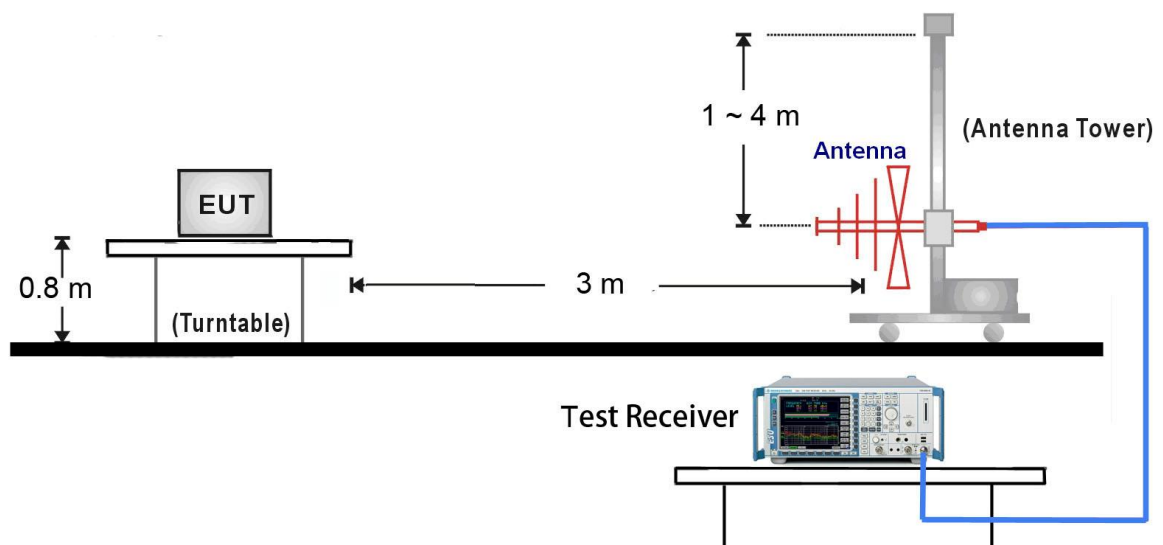 1 ~ 4 m
(Antenna Tower)
Antenna
EUT
0.8 m
3 m
(Turntable)
Test Receiver